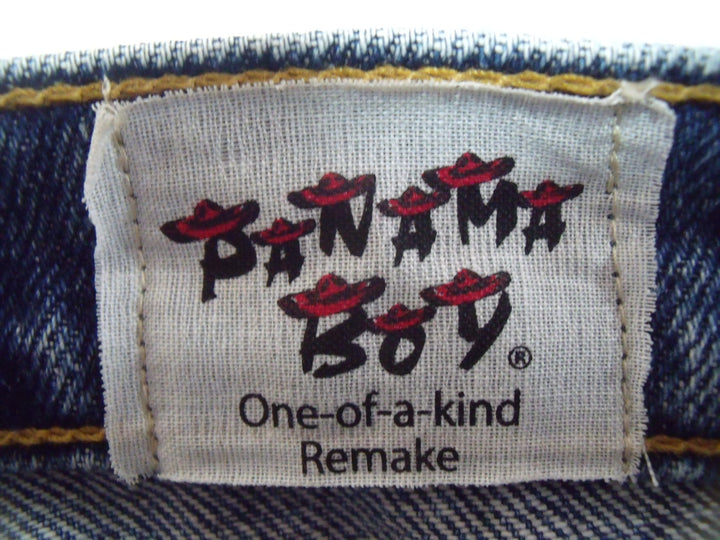 PANAMA
BOY®
One-of-a-kind
Remake